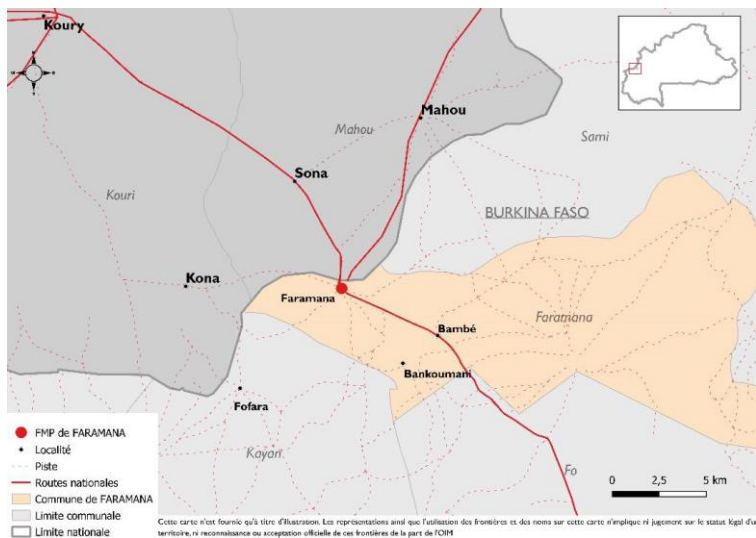 Koury
Mahou
Mahou
Sami
Sona
Kouri
BURKINA FASO
Kona
Faramana
Faramana
Bambé
Bankoumani
Fofara
Kayan
Fo
FMP de FARAMANA
Localité
Piste
Routes nationales
Commune de FARAMANA
Limite communale
Limite nationale
0 2,5 5 km
Cette carte n'est fournie qu'à titre d'illustration. Les représentations ainsi que l'utilisation des frontières et des noms sur cette carte n'implique ni jugement sur le statut légal d'un
territoire, ni reconnaissance ou acceptation officielle de ces frontières de la part de l'OIM